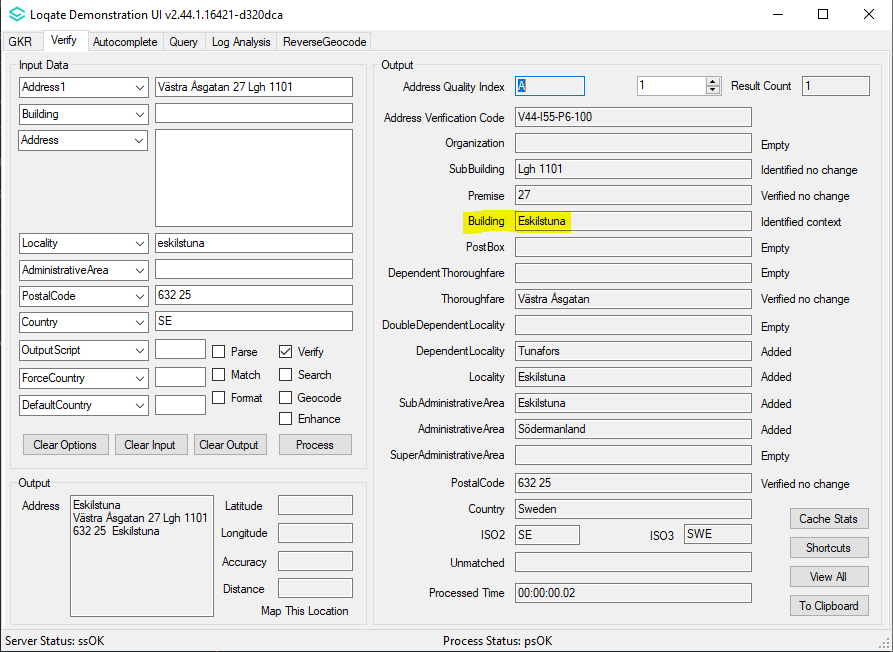 Loqate Demonstration UI v2.44.1.16421-d320dca
GKR Verify Autocomplete Query Log Analysis ReverseGeocode
Input Data
Address1 Västra Åsgatan 27 Lgh 1101
Building
Address
Locality eskilstuna
AdministrativeArea
PostalCode 632 25
Country SE
OutputScript Parse Verify
ForceCountry Match Search
DefaultCountry Format Geocode
Enhance
Clear Options Clear Input Clear Output Process
Output
Address Eskilstuna
Västra Åsgatan 27 Lgh 1101
632 25  Eskilstuna
Latitude
Longitude
Accuracy
Distance
Map This Location
Output
Address Quality Index A 1 Result Count 1
Address Verification Code V44-I55-P6-100
Organization Empty
SubBuilding Lgh 1101 Identified no change
Premise 27 Verified no change
Building Eskilstuna Identified context
PostBox Empty
DependentThoroughfare Empty
Thoroughfare Västra Åsgatan Verified no change
DoubleDependentLocality Empty
DependentLocality Tunafors Added
Locality Eskilstuna Added
SubAdministrativeArea Eskilstuna Added
AdministrativeArea Södermanland Added
SuperAdministrativeArea Empty
PostalCode 632 25 Verified no change
Country Sweden
ISO2 SE ISO3 SWE
Unmatched
Processed Time 00:00:00.02
Cache Stats
Shortcuts
View All
To Clipboard
Server Status: ssOK Process Status: psOK